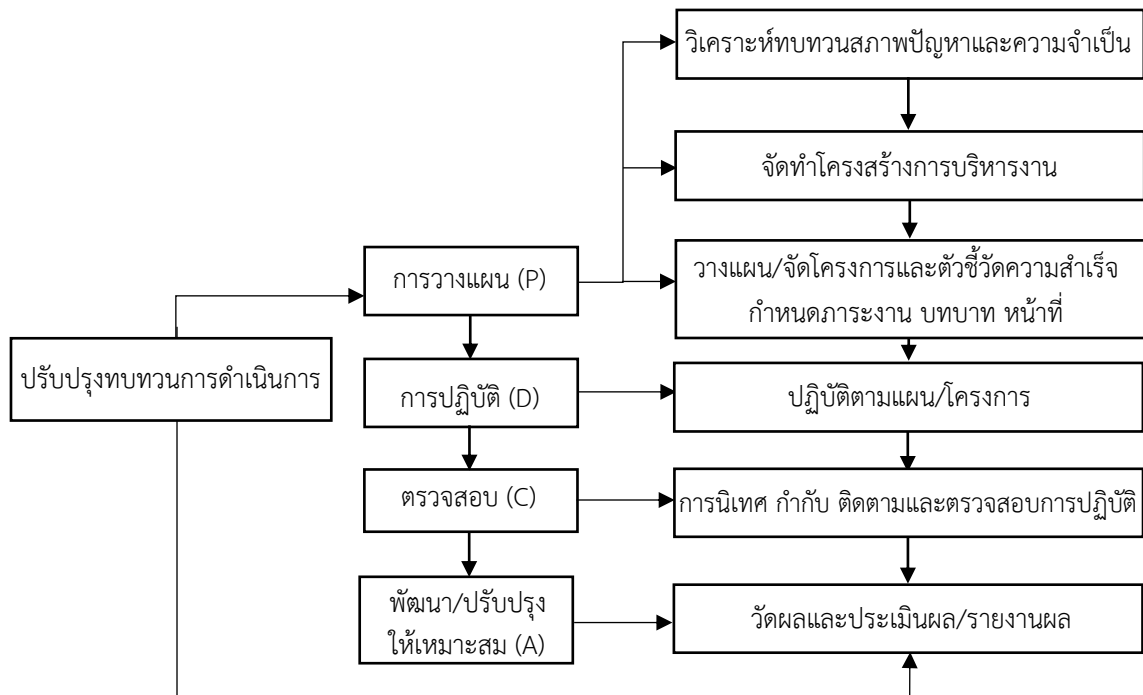 วิเคราะห์ทบทวนสภาพปัญหาและความจำเป็น
จัดทำโครงสร้างการบริหารงาน
การวางแผน (P)
วางแผน/จัดโครงการและตัวชี้วัดความสำเร็จ
กำหนดภาระงาน บทบาท หน้าที่
ปรับปรุงทบทวนการดำเนินการ
การปฏิบัติ (D)
ปฏิบัติตามแผน/โครงการ
ตรวจสอบ (C)
การนิเทศ กำกับ ติดตามและตรวจสอบการปฏิบัติ
พัฒนา/ปรับปรุง
ให้เหมาะสม (A)
วัดผลและประเมินผล/รายงานผล